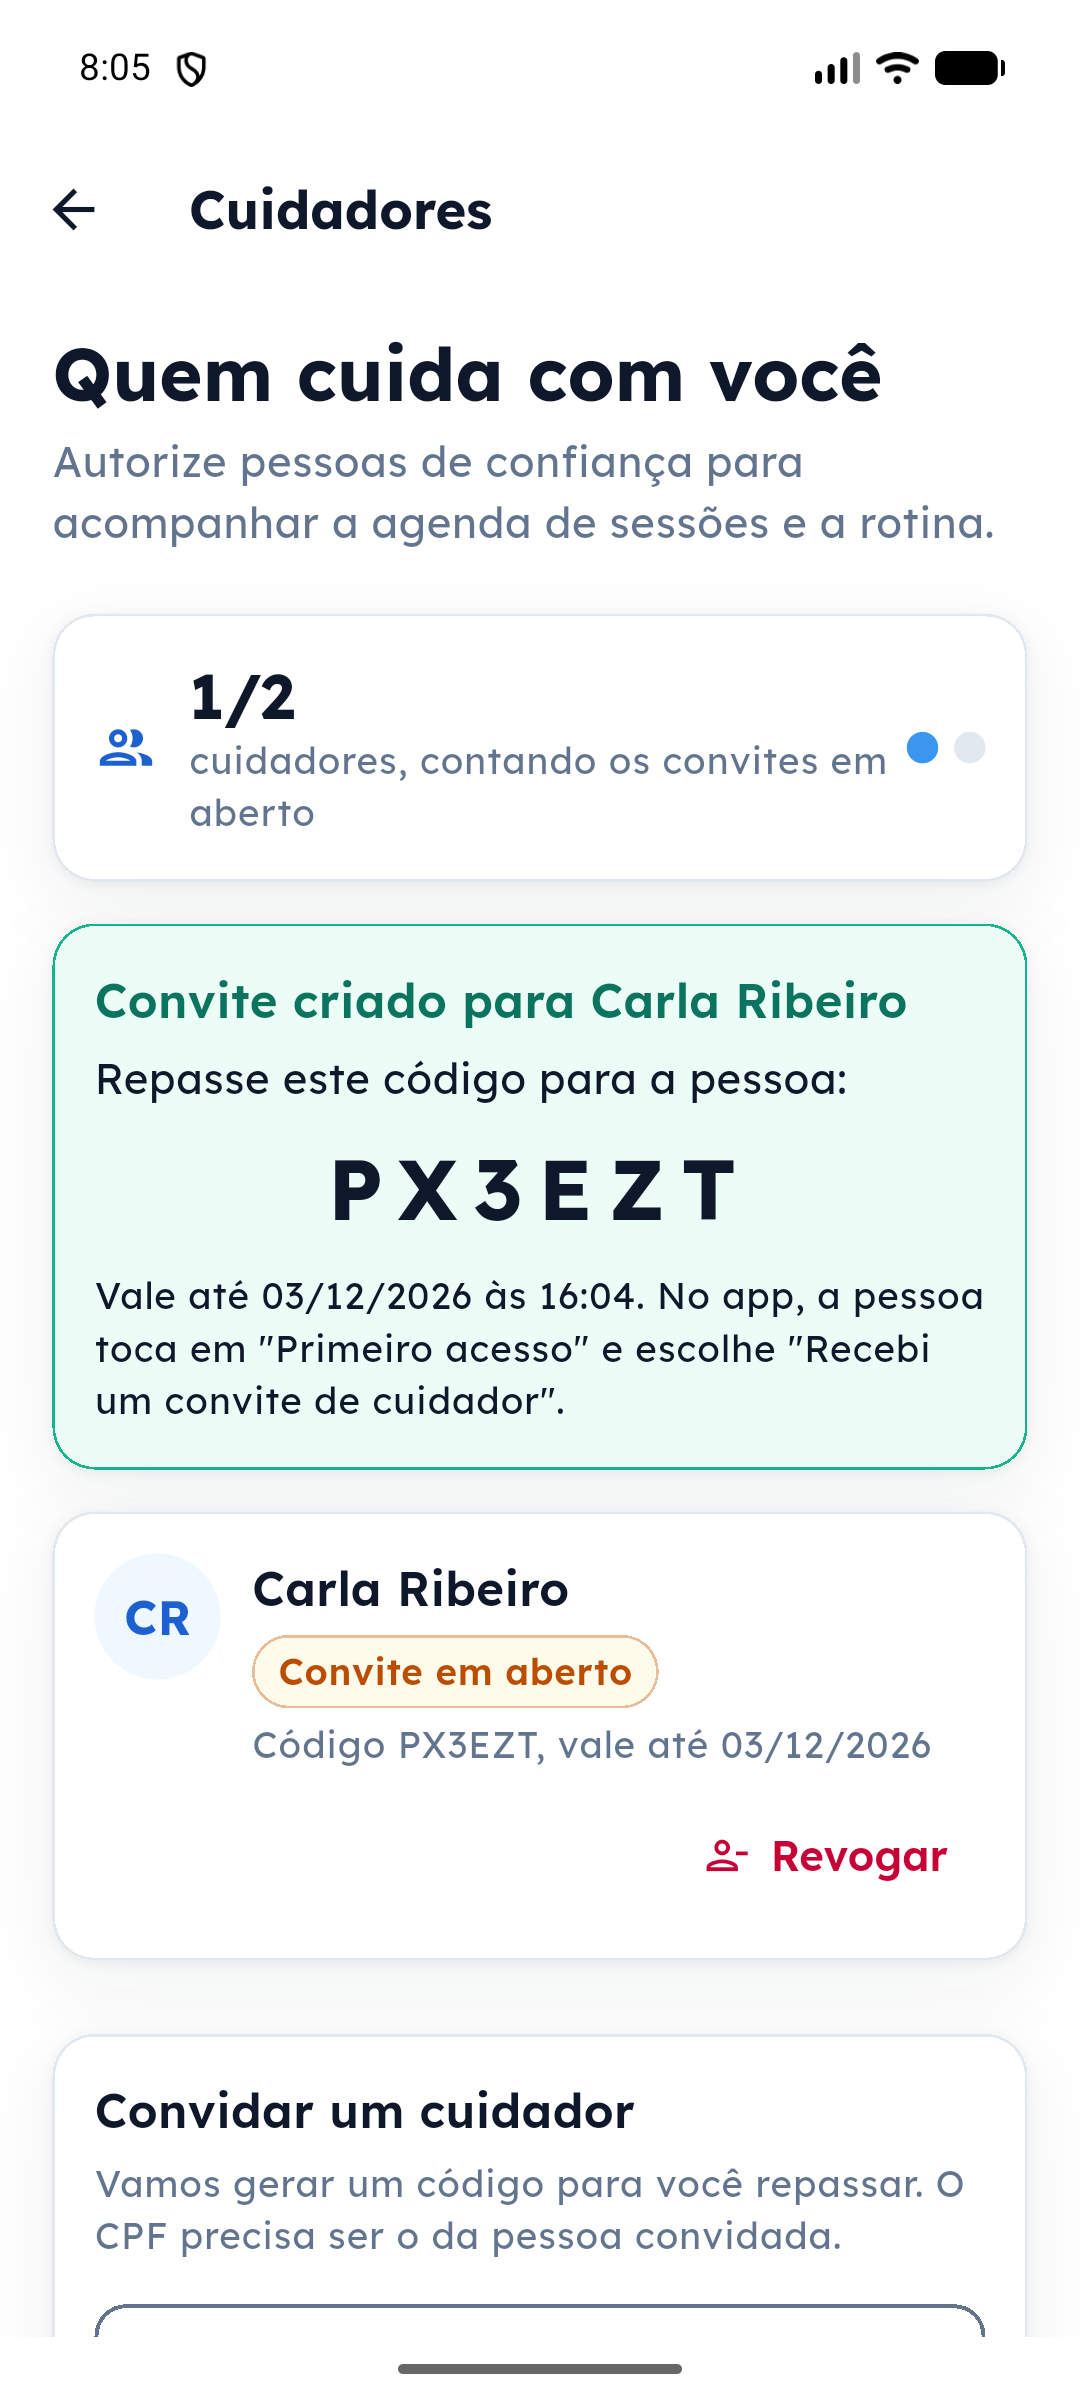 8:05
Cuidadores
Quem cuida com você
Autorize pessoas de confiança para
acompanhar a agenda de sessões e a rotina.
1/2
cuidadores, contando os convites em
aberto
Convite criado para Carla Ribeiro
Repasse este código para a pessoa:
PX3EZT
Vale até 03/12/2026 às 16:04. No app, a pessoa
toca em "Primeiro acesso" e escolhe "Recebi
um convite de cuidador".
CR
Carla Ribeiro
Convite em aberto
Código PX3EZT, vale até 03/12/2026
Revogar
Convidar um cuidador
Vamos gerar um código para você repassar. O
CPF precisa ser o da pessoa convidada.